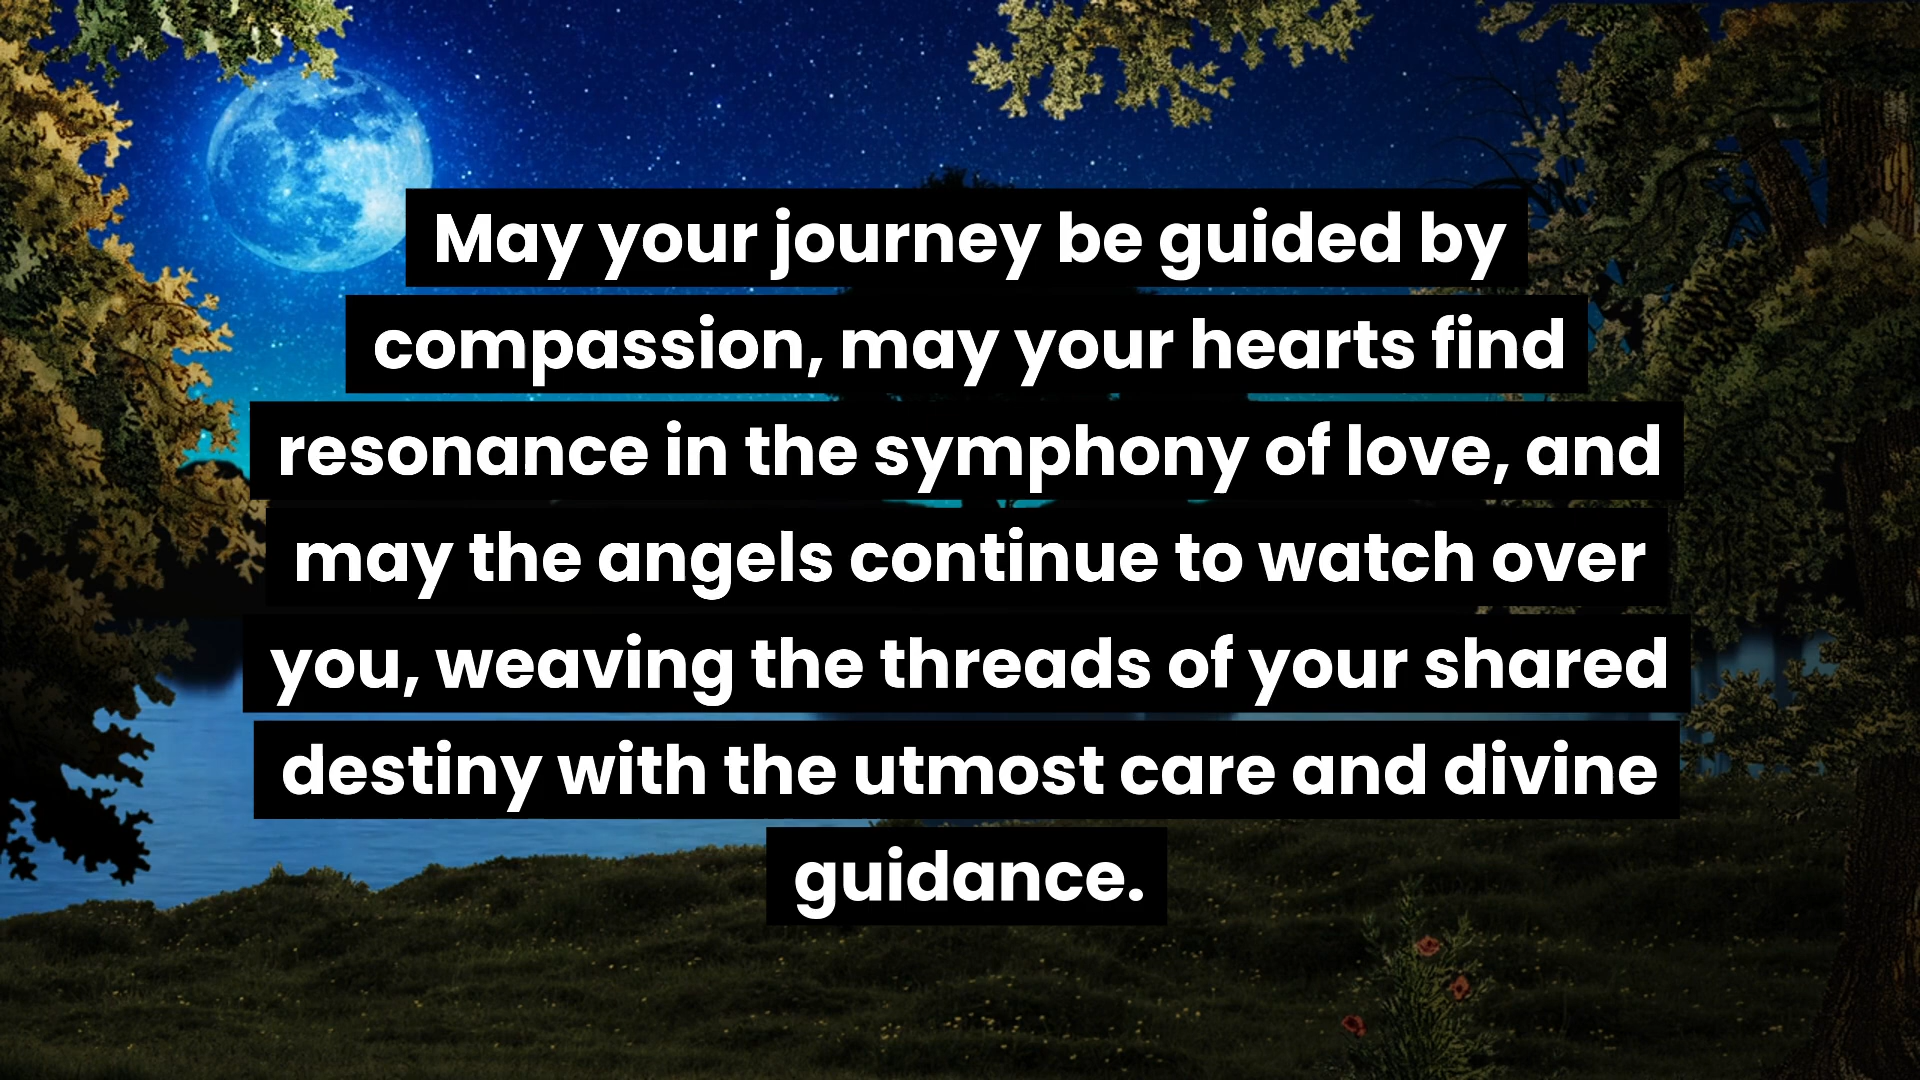 May your journey be guided by
compassion, may your hearts find
resonance in the symphony of love, and
may the angels continue to watch over
you, weaving the threads of your shared
destiny with the utmost care and divine
guidance.